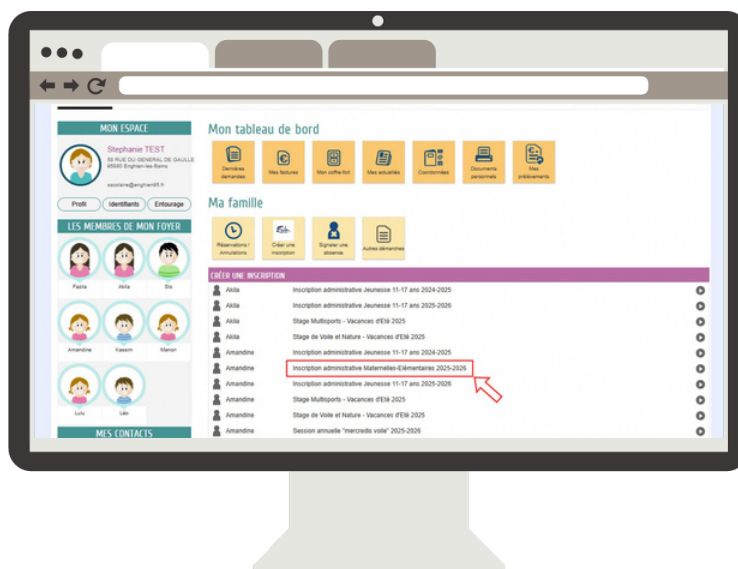 MON ESPACE
Stephanie TEST
68 RUE DU GENERAL DE GAULLE
95880 Enghien-les-Bains
scolaire@enghien95.fr
Profil
Identifiants
Entourage
LES MEMBRES DE MON FOYER
Fazila
Akila
Sls
Amandine
Kassim
Manon
Lulu
Léo
MES CONTACTS
Mon tableau de bord
Dernières demandes
Mes factures
Mon coffre-fort
Mes actualités
Coordonnées
Documents personnels
Mes prélèvements
Ma famille
Réservations / Annulations
Créer une inscription
Signaler une absence
Autres démarches
CRÉER UNE INSCRIPTION
Akila Inscription administrative Jeunesse 11-17 ans 2024-2025
Akila Inscription administrative Jeunesse 11-17 ans 2025-2026
Akila Stage Multisports - Vacances d'Eté 2025
Akila Stage de Voile et Nature - Vacances d'Eté 2025
Amandine Inscription administrative Jeunesse 11-17 ans 2024-2025
Amandine Inscription administrative Maternelles-Elémentaires 2025-2026
Amandine Inscription administrative Jeunesse 11-17 ans 2025-2026
Amandine Stage Multisports - Vacances d'Eté 2025
Amandine Stage de Voile et Nature - Vacances d'Eté 2025
Amandine Session annuelle "mercredis voile" 2025-2026